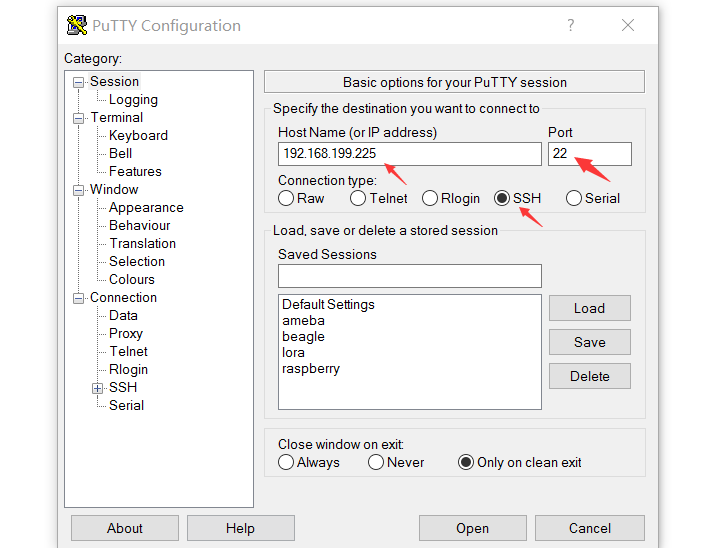 PuTTY Configuration
Category:
Session
Logging
Terminal
Keyboard
Bell
Features
Window
Appearance
Behaviour
Translation
Selection
Colours
Connection
Data
Proxy
Telnet
Rlogin
SSH
Serial
Basic options for your PuTTY session
Specify the destination you want to connect to
Host Name (or IP address) Port
192.168.199.225 22
Connection type:
Raw Telnet Rlogin SSH Serial
Load, save or delete a stored session
Saved Sessions
Default Settings
ameba
beagle
lora
raspberry
Load
Save
Delete
Close window on exit:
Always Never Only on clean exit
About Help Open Cancel